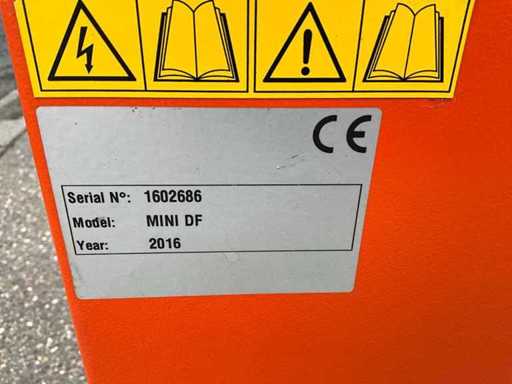 CE
Serial N°: 1602686
Model: MINI DF
Year: 2016